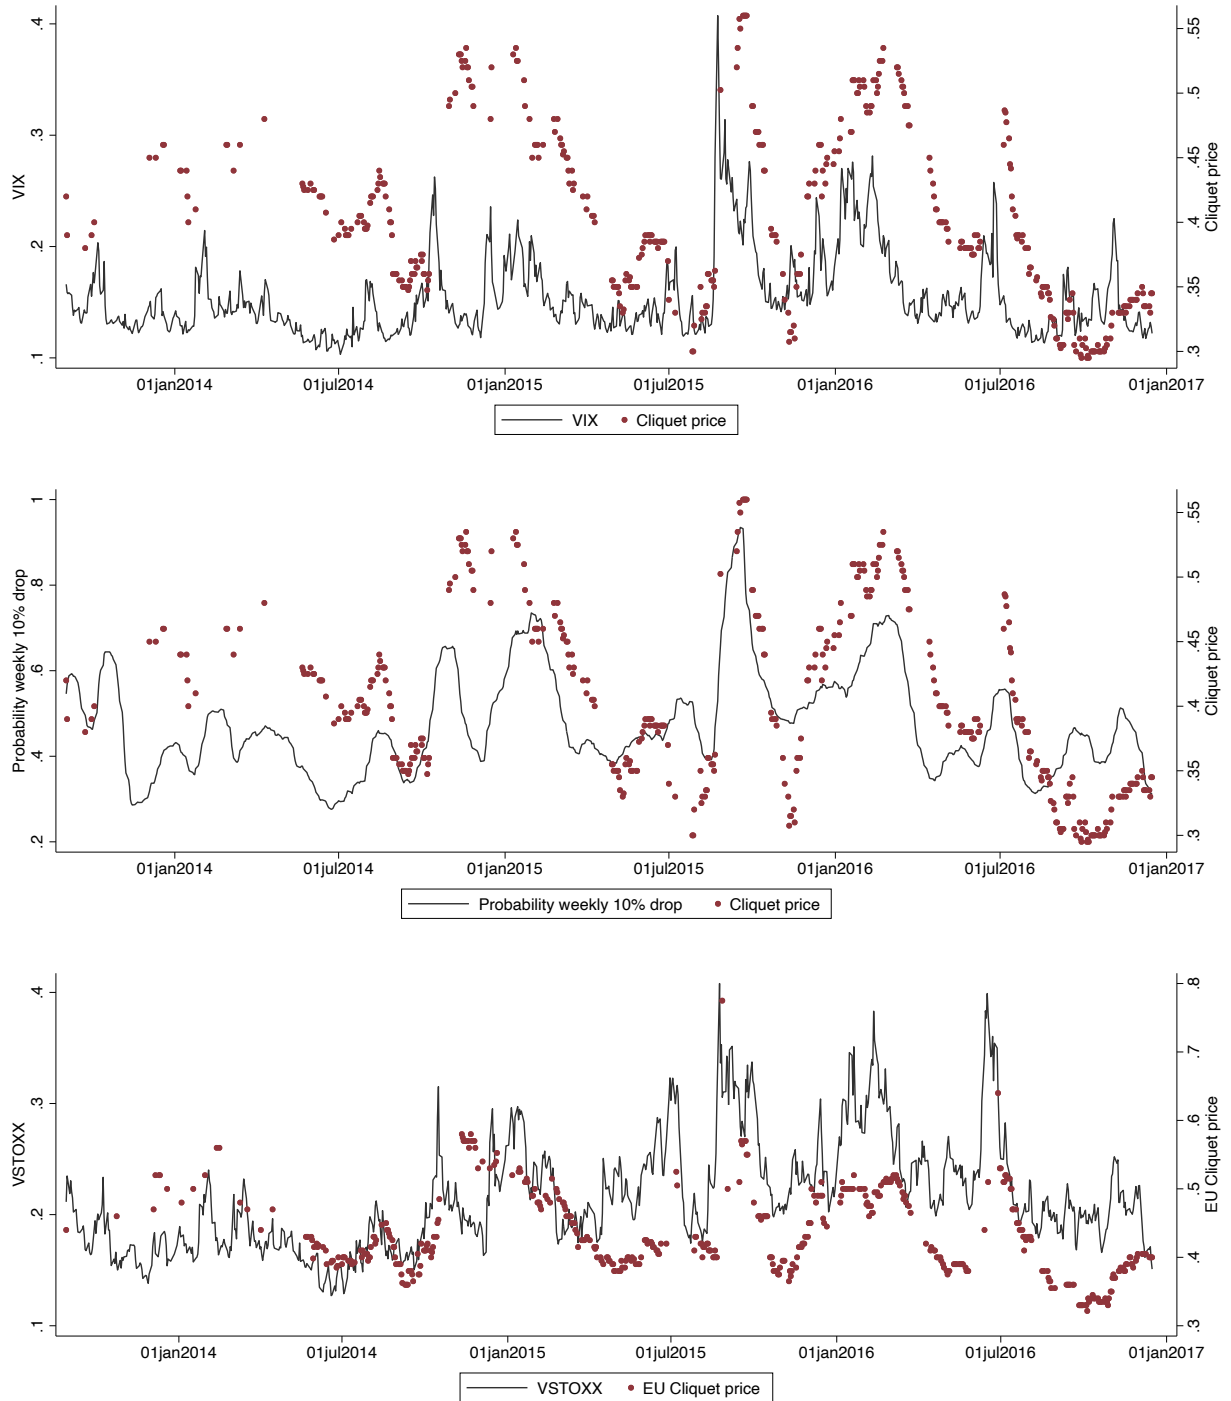 VIX
.4
.3
.2
.1
Cliquet price
.55
.5
.45
.4
.35
.3
01jan2014 01jul2014 01jan2015 01jul2015 01jan2016 01jul2016 01jan2017
VIX Cliquet price
Probability weekly 10% drop
1
.8
.6
.4
.2
Cliquet price
.55
.5
.45
.4
.35
.3
01jan2014 01jul2014 01jan2015 01jul2015 01jan2016 01jul2016 01jan2017
Probability weekly 10% drop Cliquet price
VSTOXX
.4
.3
.2
.1
EU Cliquet price
.8
.7
.6
.5
.4
.3
01jan2014 01jul2014 01jan2015 01jul2015 01jan2016 01jul2016 01jan2017
VSTOXX EU Cliquet price